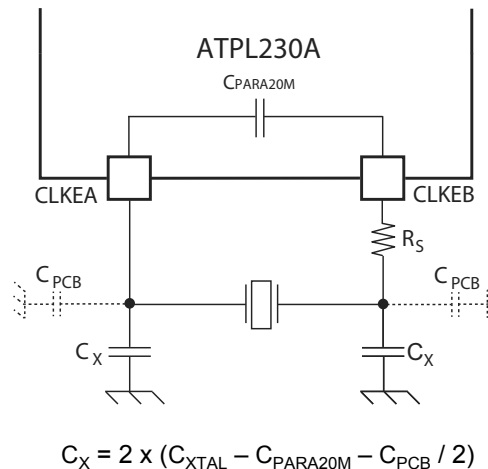 ATPL230A
CPARA20M
CLKEA
CLKEB
RS
CPCB
CPCB
CX
CX
CX = 2 x (CXTAL – CPARA20M – CPCB / 2)